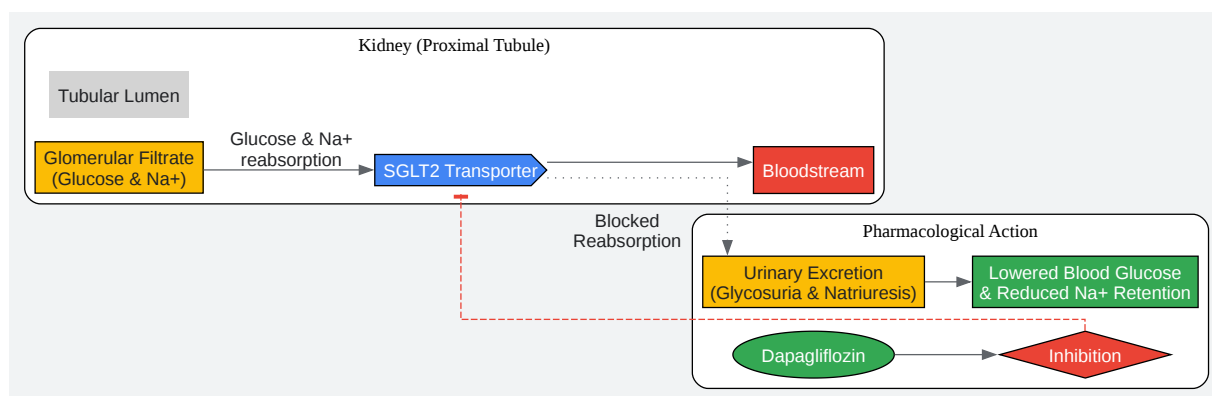 Kidney (Proximal Tubule)
Tubular Lumen
Glomerular Filtrate
(Glucose & Na+)
Glucose & Na+
reabsorption
SGLT2 Transporter
Bloodstream
Blocked
Reabsorption
Pharmacological Action
Urinary Excretion
(Glycosuria & Natriuresis)
Lowered Blood Glucose
& Reduced Na+ Retention
Dapagliflozin
Inhibition